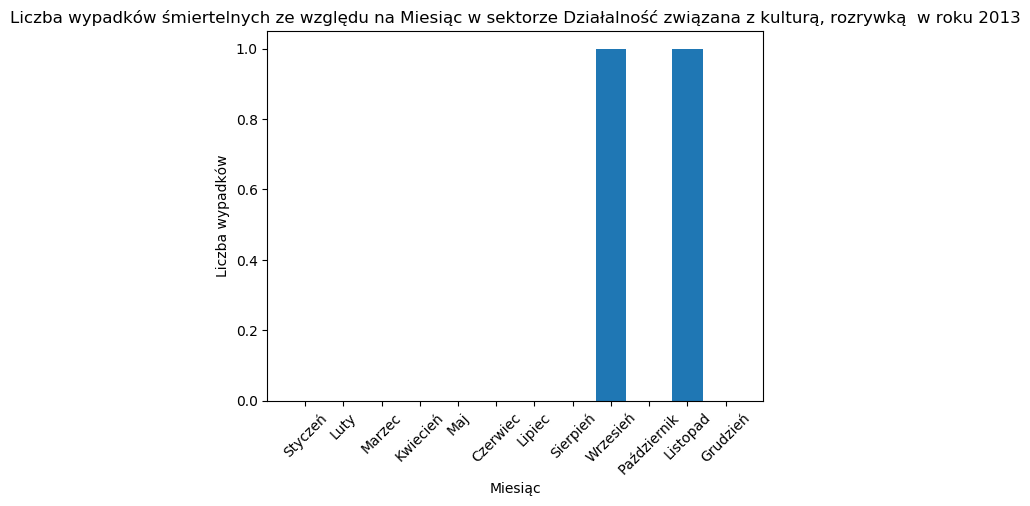 Liczba wypadków śmiertelnych ze względu na Miesiąc w sektorze Działalność związana z kulturą, rozrywką  w roku 2013
1.0
0.8
0.6
0.4
0.2
0.0
Liczba wypadków
Styczeń
Luty
Marzec
Kwiecień
Maj
Czerwiec
Lipiec
Sierpień
Wrzesień
Październik
Listopad
Grudzień
Miesiąc